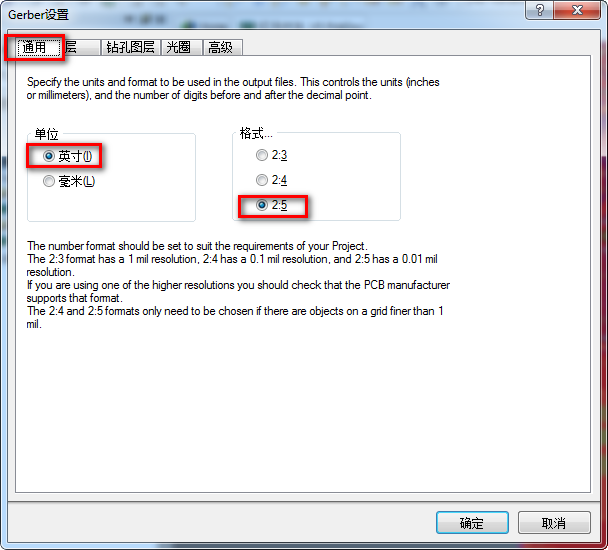 Gerber设置
通用 层 钻孔图层 光圈 高级
Specify the units and format to be used in the output files. This controls the units (inches
or millimeters), and the number of digits before and after the decimal point.
单位 格式...
英寸(I) 2:3
毫米(L) 2:4
2:5
The number format should be set to suit the requirements of your Project.
The 2:3 format has a 1 mil resolution, 2:4 has a 0.1 mil resolution, and 2:5 has a 0.01 mil
resolution.
If you are using one of the higher resolutions you should check that the PCB manufacturer
supports that format.
The 2:4 and 2:5 formats only need to be chosen if there are objects on a grid finer than 1
mil.
确定 取消